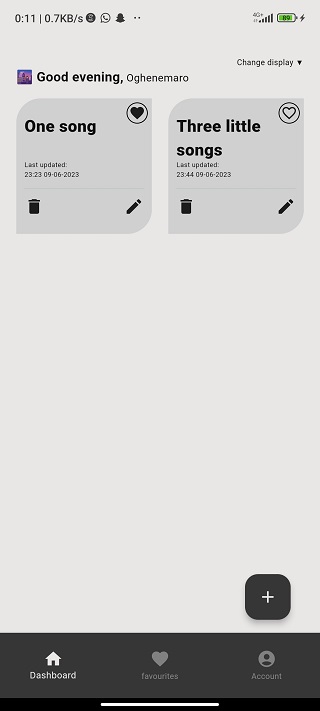 0:11 | 0.7KB/s
4G+
89
Change display ▼
Good evening, Oghenemaro
One song
Last updated:
23:23 09-06-2023
Three little
songs
Last updated:
23:44 09-06-2023
Dashboard
favourites
Account